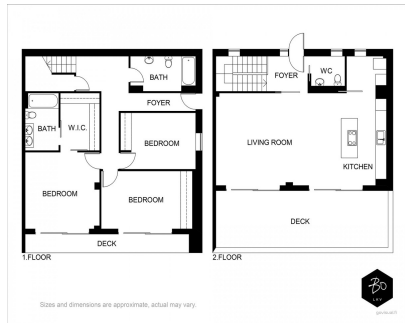 BATH
FOYER
BATH
W.I.C.
BEDROOM
BEDROOM
BEDROOM
DECK
1.FLOOR
FOYER
WC
LIVING ROOM
KITCHEN
DECK
2.FLOOR
Sizes and dimensions are approximate, actual may vary.
BO